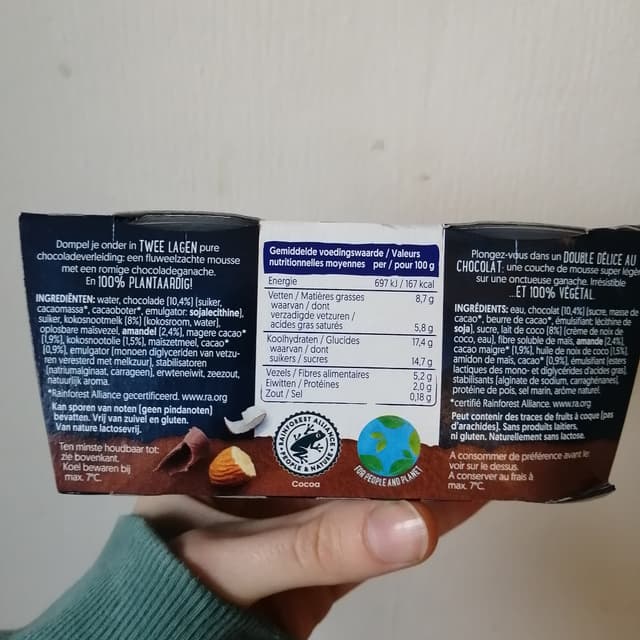 Dompel je onder in TWEE LAGEN pure
chocoladeverleiding: een fluweelzachte mousse
met een romige chocoladeganache.
En 100% PLANTAARDIG!
INGREDIËNTEN: water, chocolade [10,4%] [suiker,
cacaomassa*, cacaoboter*, emulgator: sojalecithine],
suiker, kokosnootmelk [8%] [kokosroom, water],
oplosbare maïsvezel, amandel [2,4%], magere cacao*
[1,9%], kokosnootolie [1,5%], maïszetmeel, cacao*
[0,9%], emulgator [monoen diglyceriden van vetzu-
ren veresterd met melkzuur], stabilisatoren
[natriumalginaat, carrageen], erwteneiwit, zeezout,
natuurlijk aroma.
*Rainforest Alliance gecertificeerd. www.ra.org
Kan sporen van noten [geen pindanoten]
bevatten. Vrij van zuivel en gluten.
Van nature lactosevrij.
Ten minste houdbaar tot:
zie bovenkant.
Koel bewaren bij
max. 7°C.
Gemiddelde voedingswaarde / Valeurs
nutritionnelles moyennes per / pour 100 g
Energie 697 kJ / 167 kcal
Vetten / Matières grasses 8,7 g
waarvan / dont
verzadigde vetzuren /
acides gras saturés 5,8 g
Koolhydraten / Glucides 17,4 g
waarvan / dont
suikers / sucres 14,7 g
Vezels / Fibres alimentaires 5,2 g
Eiwitten / Protéines 2,0 g
Zout / Sel 0,18 g
RAINFOREST ALLIANCE
PEOPLE & NATURE
Cocoa
FOR PEOPLE AND PLANET
Plongez-vous dans un DOUBLE DÉLICE AU
CHOCOLAT: une couche de mousse super légère
sur une onctueuse ganache. Irrésistible
...ET 100% VÉGÉTAL.
INGRÉDIENTS: eau, chocolat [10,4%] [sucre, masse de
cacao*, beurre de cacao*, émulsifiant: lécithine de
soja], sucre, lait de coco [8%] [crème de noix de
coco, eau], fibre soluble de maïs, amande [2,4%],
cacao maigre* [1,9%], huile de noix de coco [1,5%],
amidon de maïs, cacao* [0,9%], émulsifiant [esters
lactiques des mono- et diglycérides d'acides gras],
stabilisants [alginate de sodium, carraghénanes],
protéine de pois, sel marin, arôme naturel.
*certifié Rainforest Alliance. www.ra.org
Peut contenir des traces de fruits à coque [pas
d'arachides]. Sans produits laitiers,
ni gluten. Naturellement sans lactose.
A consommer de préférence avant le:
voir sur le dessus.
A conserver au frais à
max. 7°C.